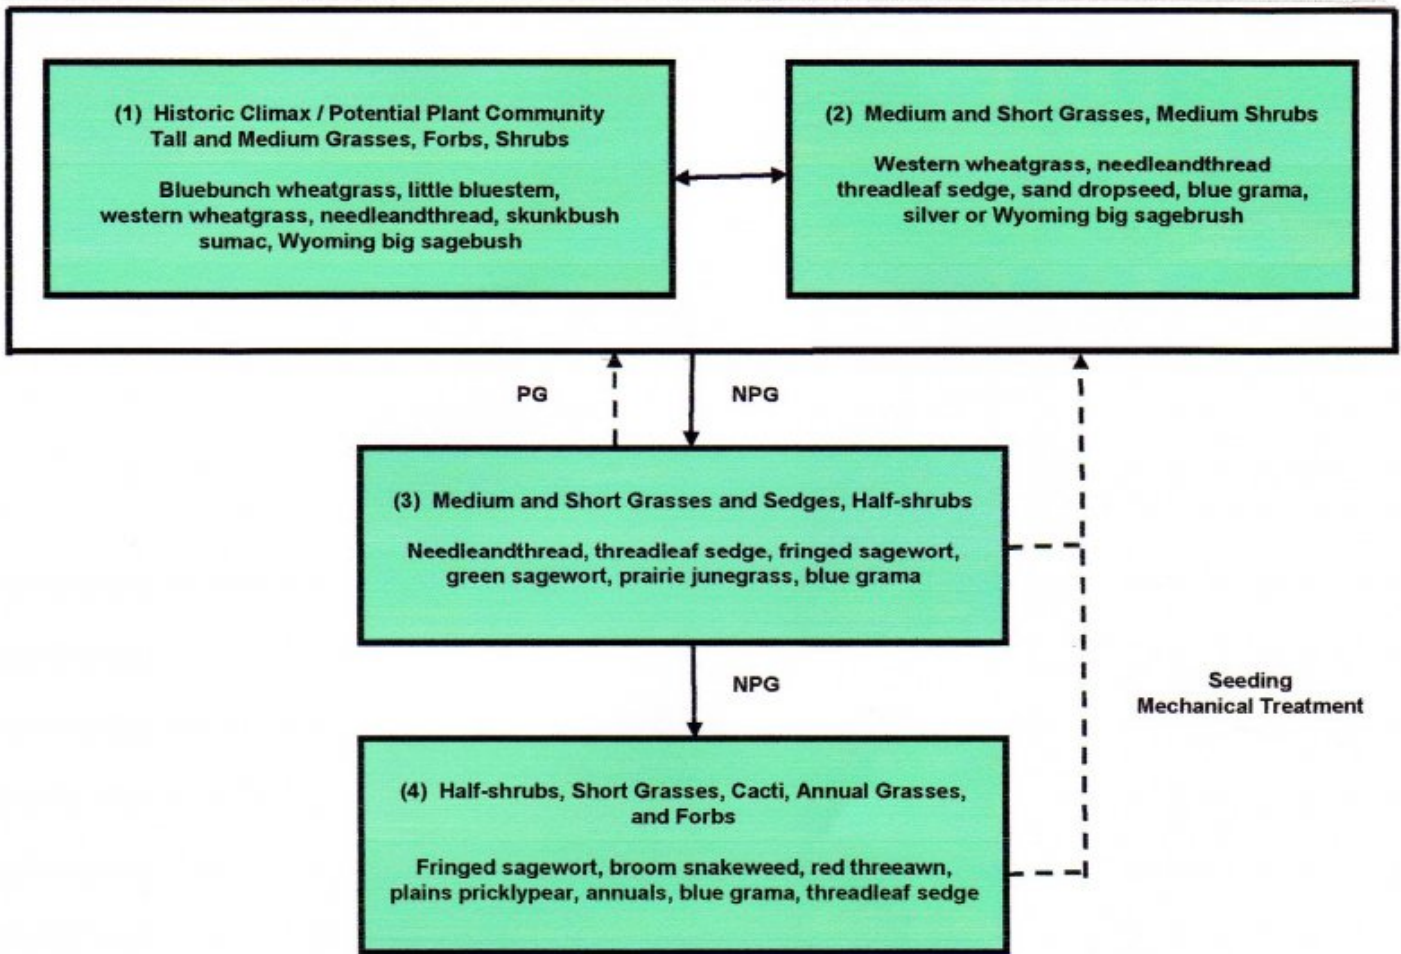 (1) Historic Climax / Potential Plant Community
Tall and Medium Grasses, Forbs, Shrubs
Bluebunch wheatgrass, little bluestem,
western wheatgrass, needleandthread, skunkbush
sumac, Wyoming big sagebush
(2) Medium and Short Grasses, Medium Shrubs
Western wheatgrass, needleandthread
threadleaf sedge, sand dropseed, blue grama,
silver or Wyoming big sagebrush
PG
NPG
(3) Medium and Short Grasses and Sedges, Half-shrubs
Needleandthread, threadleaf sedge, fringed sagewort,
green sagewort, prairie junegrass, blue grama
NPG
Seeding
Mechanical Treatment
(4) Half-shrubs, Short Grasses, Cacti, Annual Grasses,
and Forbs
Fringed sagewort, broom snakeweed, red threeawn,
plains pricklypear, annuals, blue grama, threadleaf sedge